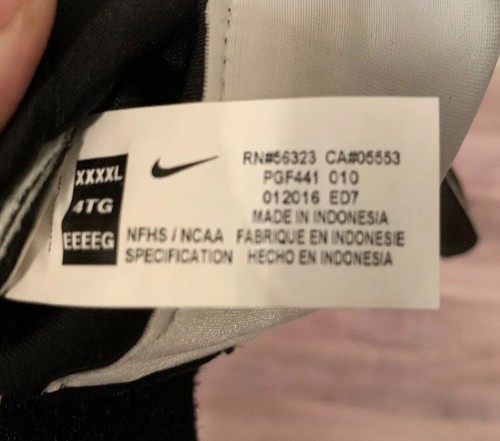 XXXXL
4TG
EEEEG
RN#56323 CA#05553
PGF441 010
012016 ED7
MADE IN INDONESIA
NFHS / NCAA FABRIQUE EN INDONESIE
SPECIFICATION HECHO EN INDONESIA